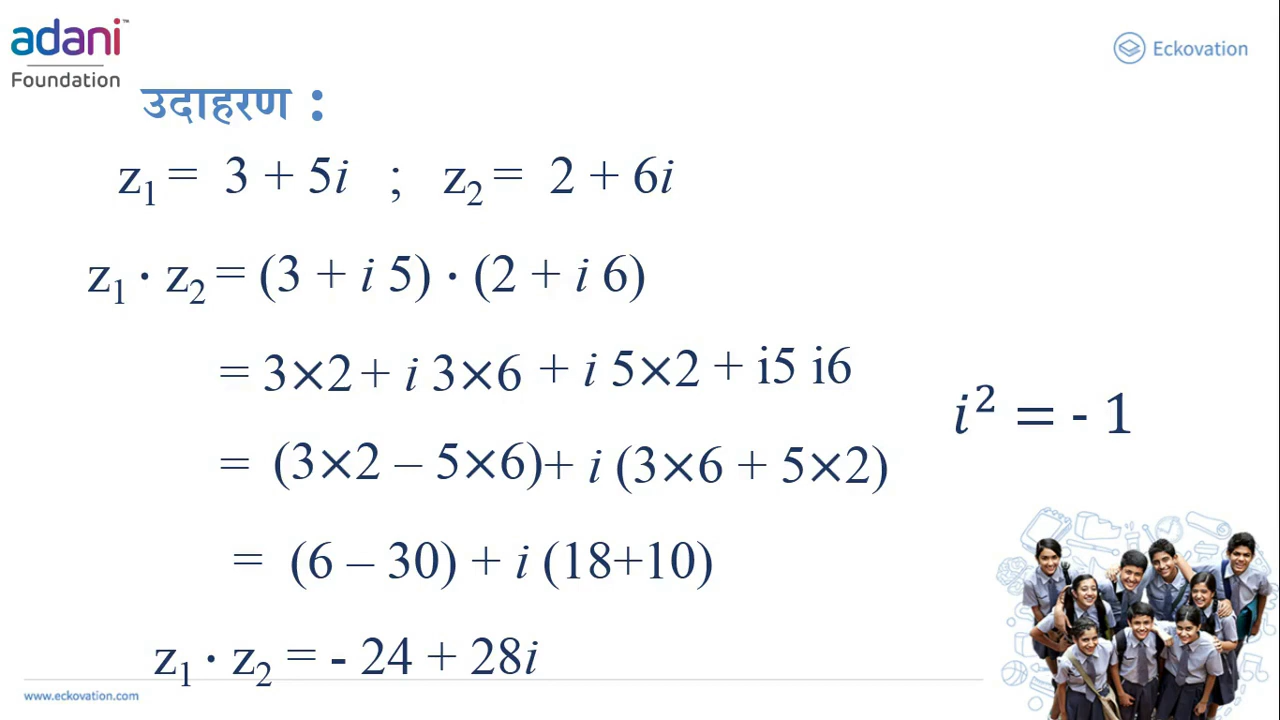 adani™
Foundation
Eckovation
उदाहरण :
z₁ = 3 + 5i ; z₂ = 2 + 6i
z₁ · z₂ = (3 + i 5) · (2 + i 6)
= 3×2 + i 3×6 + i 5×2 + i5 i6
i² = - 1
= (3×2 – 5×6)+ i (3×6 + 5×2)
= (6 – 30) + i (18+10)
z₁ · z₂ = - 24 + 28i
www.eckovation.com